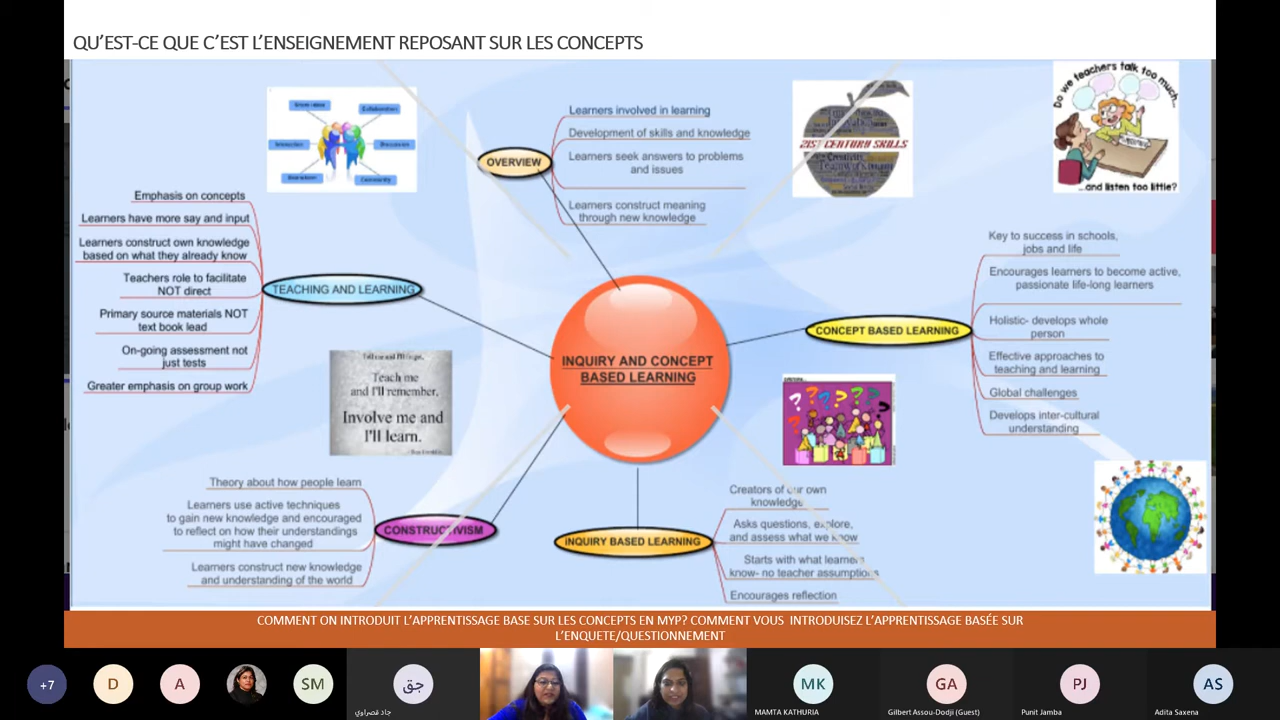 QU'EST-CE QUE C'EST L'ENSEIGNEMENT REPOSANT SUR LES CONCEPTS
Collaboration
Discussion
Community
Learners involved in learning
Development of skills and knowledge
Learners seek answers to problems
and issues
Learners construct meaning
through new knowledge
OVERVIEW
21ST CENTURY SKILLS
Do we teachers talk too much...
...and listen too little?
Emphasis on concepts
Learners have more say and input
Learners construct own knowledge
based on what they already know
Teachers role to facilitate
NOT direct
Primary source materials NOT
text book lead
On-going assessment not
just tests
Greater emphasis on group work
TEACHING AND LEARNING
Key to success in schools,
jobs and life
Encourages learners to become active,
passionate life-long learners
Holistic- develops whole
person
Effective approaches to
teaching and learning
Global challenges
Develops inter-cultural
understanding
CONCEPT BASED LEARNING
INQUIRY AND CONCEPT
BASED LEARNING
Tell me and I'll forget,
Teach me
and I'll remember,
Involve me and
I'll learn.
Theory about how people learn
Learners use active techniques
to gain new knowledge and encouraged
to reflect on how their understandings
might have changed
Learners construct new knowledge
and understanding of the world
CONSTRUCTIVISM
INQUIRY BASED LEARNING
Creators of our own
knowledge
Asks questions, explore,
and assess what we know
Starts with what learners
know- no teacher assumptions
Encourages reflection
COMMENT ON INTRODUIT L'APPRENTISSAGE BASE SUR LES CONCEPTS EN MYP? COMMENT VOUS INTRODUISEZ L'APPRENTISSAGE BASÉE SUR
L'ENQUETE/QUESTIONNEMENT
+7
D
A
SM
جق
MK
GA
PJ
AS
جاد قصراوي
MAMTA KATHURIA
Gilbert Assou-Dodji (Guest)
Punit Jamba
Adita Saxena